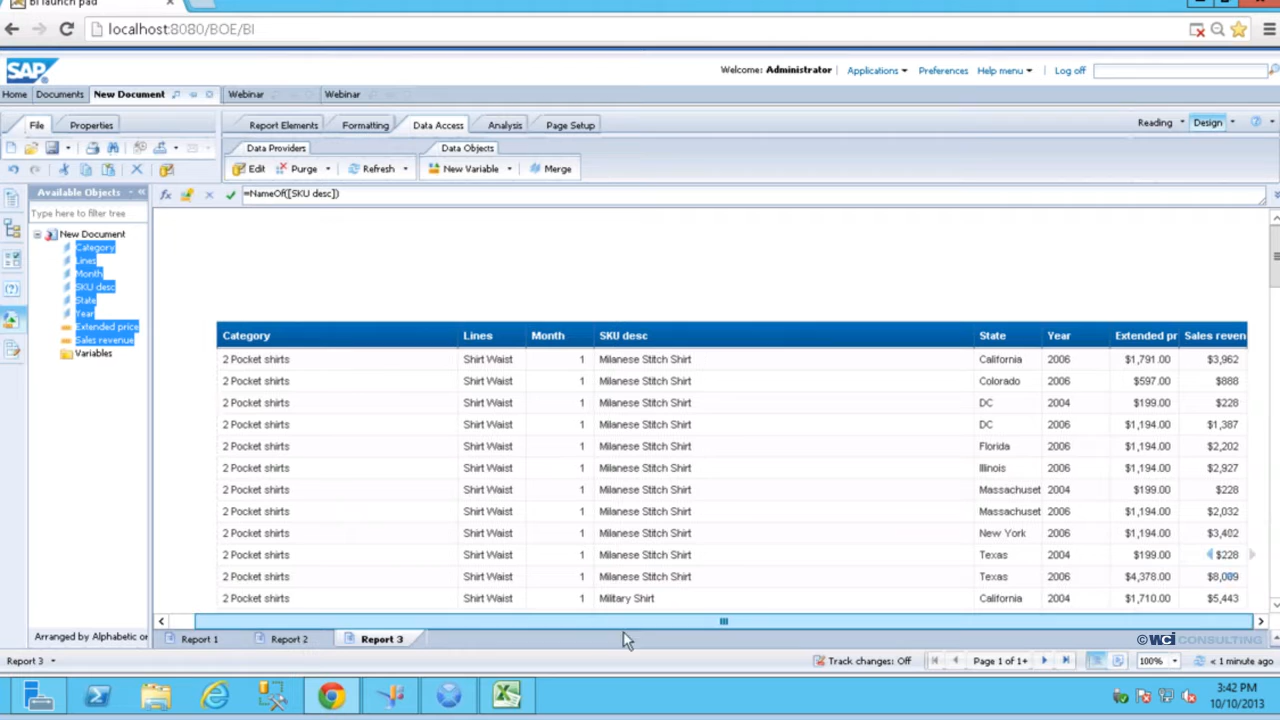 BI launch pad
localhost:8080/BOE/BI
SAP
Welcome: Administrator Applications Preferences Help menu Log off
Home Documents New Document Webinar Webinar
File Properties Report Elements Formatting Data Access Analysis Page Setup Reading Design
Data Providers Data Objects
Edit Purge Refresh New Variable Merge
Available Objects =NameOf([SKU desc])
Type here to filter tree
New Document
Category
Lines
Month
SKU desc
State
Year
Extended price
Sales revenue
Variables
Category Lines Month SKU desc State Year Extended pr Sales reven
2 Pocket shirts Shirt Waist 1 Milanese Stitch Shirt California 2006 $1,791.00 $3,962
2 Pocket shirts Shirt Waist 1 Milanese Stitch Shirt Colorado 2006 $597.00 $888
2 Pocket shirts Shirt Waist 1 Milanese Stitch Shirt DC 2004 $199.00 $228
2 Pocket shirts Shirt Waist 1 Milanese Stitch Shirt DC 2006 $1,194.00 $1,387
2 Pocket shirts Shirt Waist 1 Milanese Stitch Shirt Florida 2006 $1,194.00 $2,202
2 Pocket shirts Shirt Waist 1 Milanese Stitch Shirt Illinois 2006 $1,194.00 $2,927
2 Pocket shirts Shirt Waist 1 Milanese Stitch Shirt Massachuset 2004 $199.00 $228
2 Pocket shirts Shirt Waist 1 Milanese Stitch Shirt Massachuset 2006 $1,194.00 $2,032
2 Pocket shirts Shirt Waist 1 Milanese Stitch Shirt New York 2006 $1,194.00 $3,402
2 Pocket shirts Shirt Waist 1 Milanese Stitch Shirt Texas 2004 $199.00 $228
2 Pocket shirts Shirt Waist 1 Milanese Stitch Shirt Texas 2006 $4,378.00 $8,009
2 Pocket shirts Shirt Waist 1 Military Shirt California 2006 $1,710.00 $5,443
Arranged by Alphabetic or Report 1 Report 2 Report 3 © WCI CONSULTING
Report 3 Track changes: Off Page 1 of 1+ 100% < 1 minute ago
3:42 PM
10/10/2013